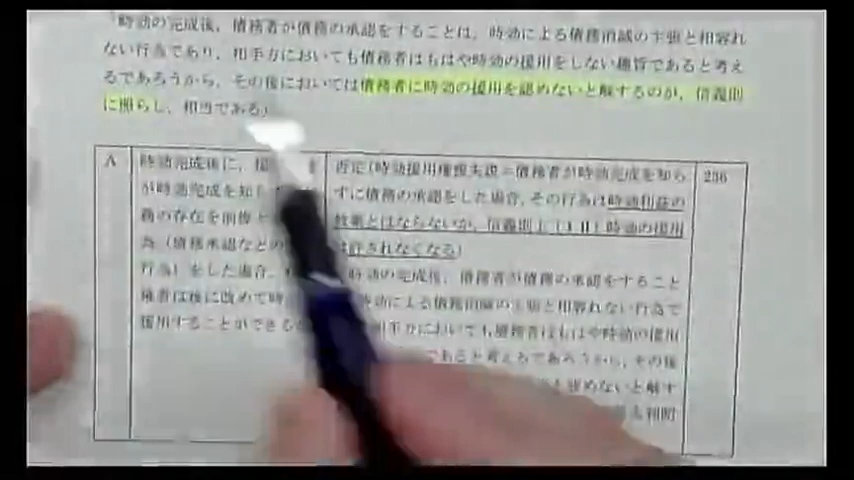 「時効の完成後，債務者が債務の承認をすることは，時効による債務消滅の主張と相容れ
ない行為であり，相手方においても債務者はもはや時効の援用をしない趣旨であると考え
るであろうから，その後においては債務者に時効の援用を認めないと解するのが，信義則
に照らし，相当である」
A
時効完成後に，
が時効完成を知
務の存在を前提と
為（債務承認などの
行為）をした場合，
権者は後に改めて時
援用することができる
否定（時効援用権喪失説＝債務者が時効完成を知ら
ずに債務の承認をした場合，その行為は時効利益の
放棄とはならないが，信義則上（1Ⅱ）時効の援用
は許されなくなる）
時効の完成後，債務者が債務の承認をすること
時効による債務消滅の主張と相容れない行為で
相手方においても債務者はもはや時効の援用
であると考えるであろうから，その後
も認めないと解す
236